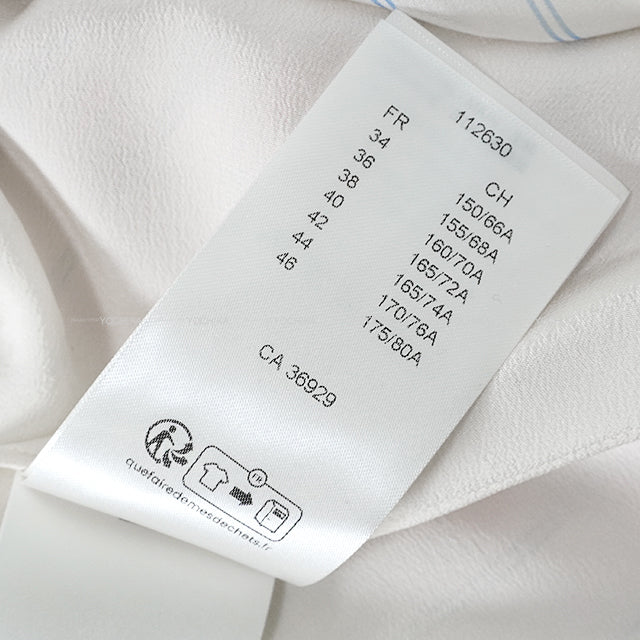 112630
FR CH
34 150/66A
36 155/68A
38 160/70A
40 165/72A
42 165/74A
44 170/76A
46 175/80A
CA 36929
FR
quefairedemesdechets.fr